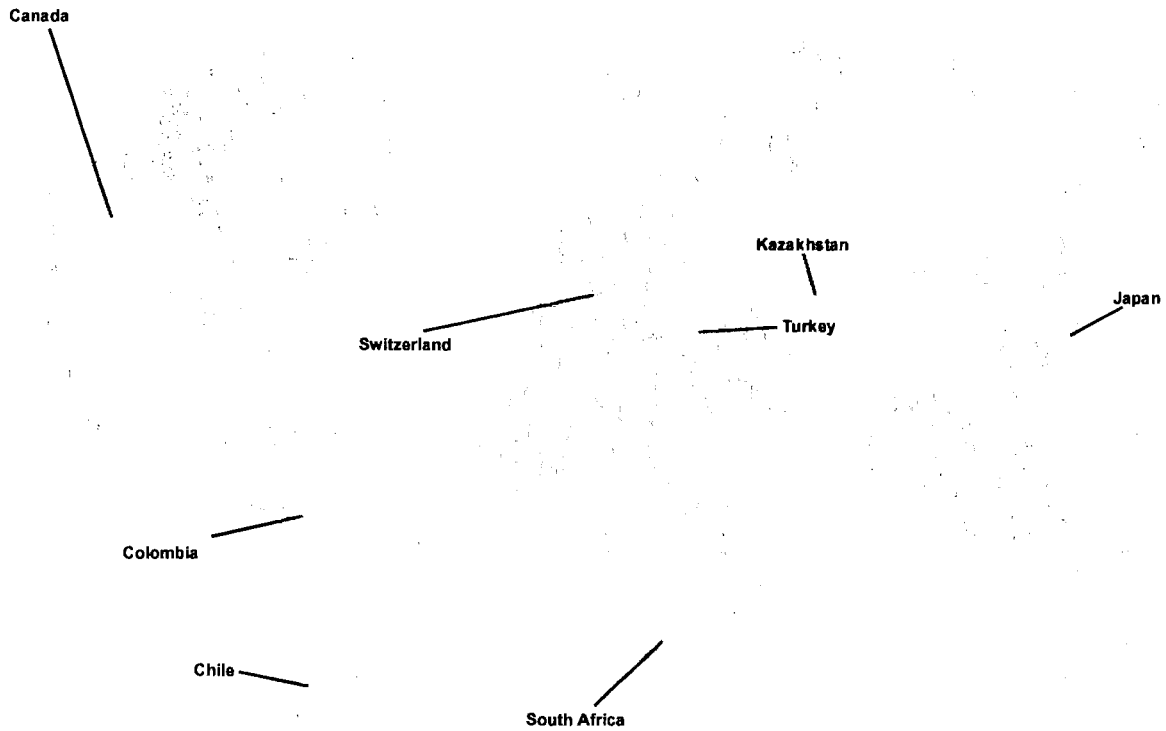 Canada
Kazakhstan
Japan
Turkey
Switzerland
Colombia
Chile
South Africa